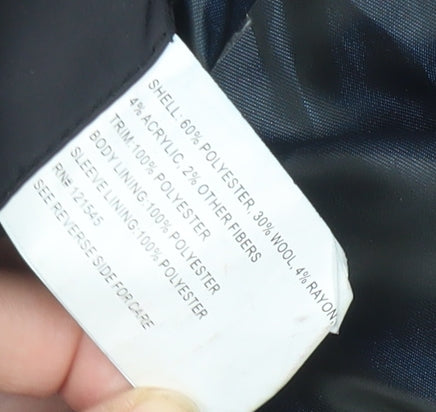 SHELL: 60% POLYESTER, 30% WOOL, 4% RAYON,
4% ACRYLIC, 2% OTHER FIBERS
TRIM:100% POLYESTER
BODY LINING:100% POLYESTER
SLEEVE LINING:100% POLYESTER
RN# 121545
SEE REVERSE SIDE FOR CARE